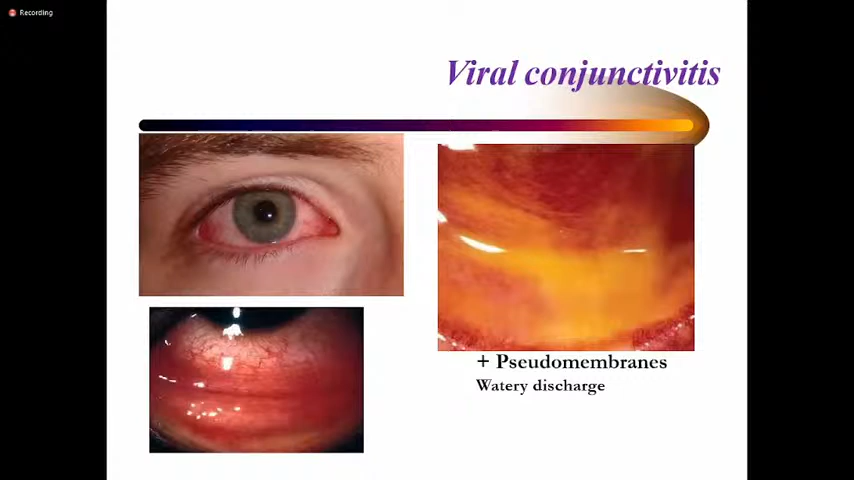 Recording
Viral conjunctivitis
+ Pseudomembranes
Watery discharge